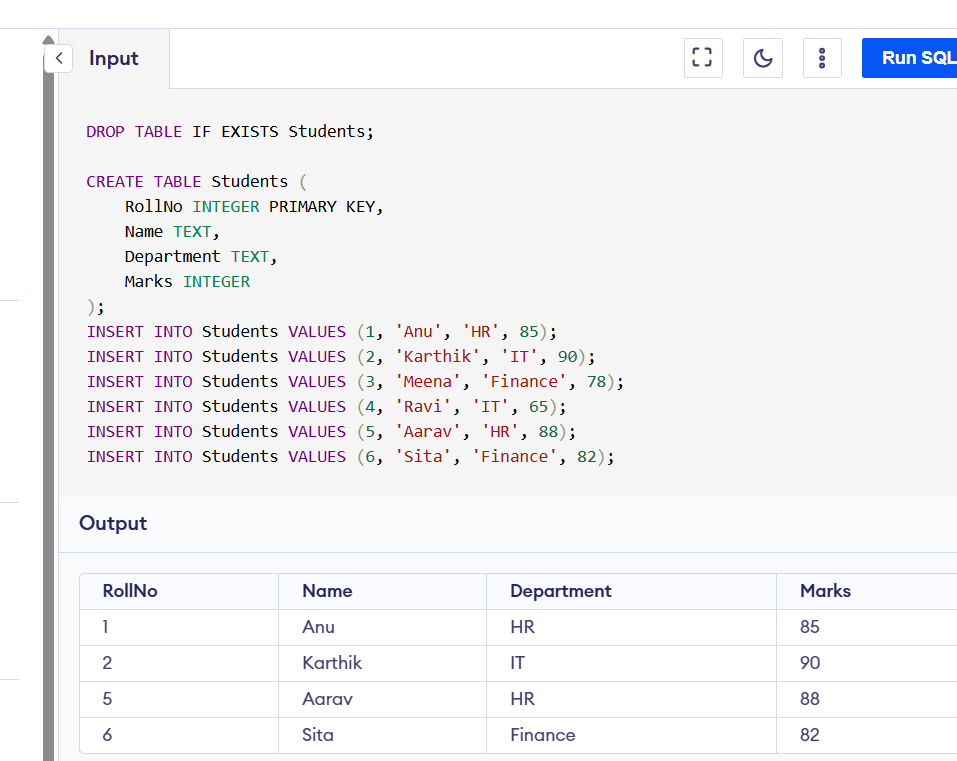 Input
Run SQL
DROP TABLE IF EXISTS Students;
CREATE TABLE Students (
RollNo INTEGER PRIMARY KEY,
Name TEXT,
Department TEXT,
Marks INTEGER
);
INSERT INTO Students VALUES (1, 'Anu', 'HR', 85);
INSERT INTO Students VALUES (2, 'Karthik', 'IT', 90);
INSERT INTO Students VALUES (3, 'Meena', 'Finance', 78);
INSERT INTO Students VALUES (4, 'Ravi', 'IT', 65);
INSERT INTO Students VALUES (5, 'Aarav', 'HR', 88);
INSERT INTO Students VALUES (6, 'Sita', 'Finance', 82);
Output
RollNo Name Department Marks
1 Anu HR 85
2 Karthik IT 90
5 Aarav HR 88
6 Sita Finance 82